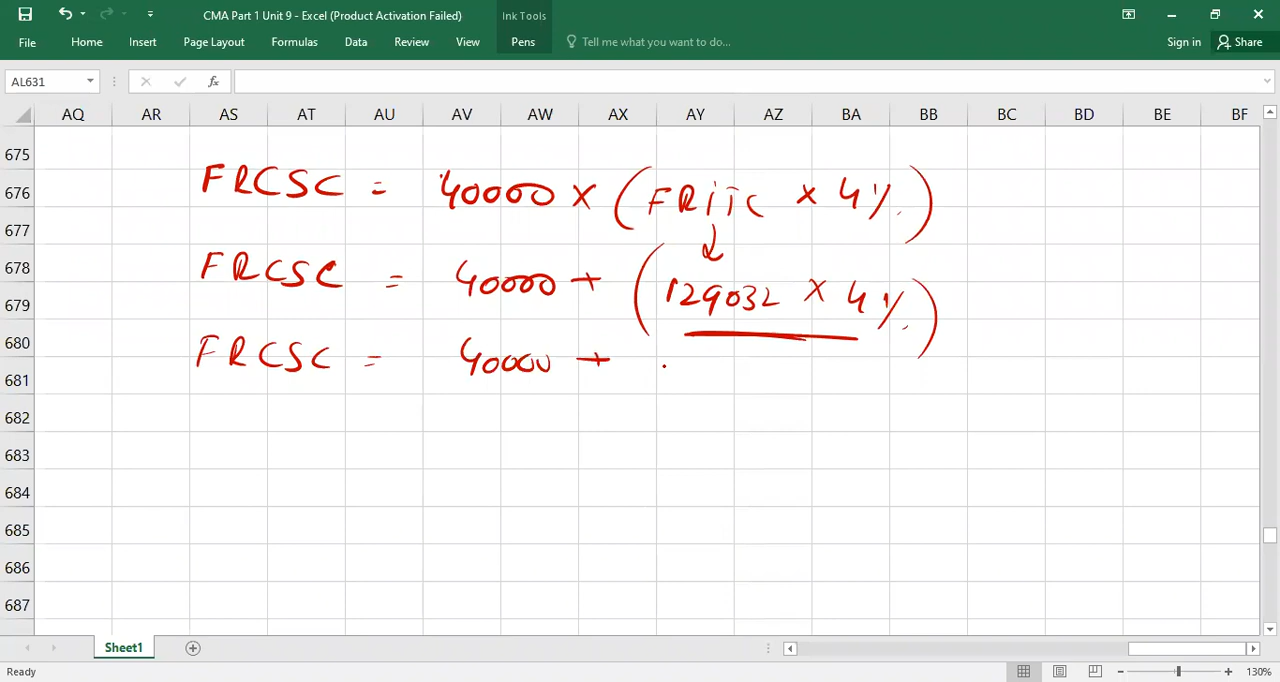 CMA Part 1 Unit 9 - Excel (Product Activation Failed)
Ink Tools
File Home Insert Page Layout Formulas Data Review View Pens Tell me what you want to do... Sign in Share
AL631 fx
AQ AR AS AT AU AV AW AX AY AZ BA BB BC BD BE BF
675
676
677
678
679
680
681
682
683
684
685
686
687
FRCSC = 40000 × (FRITC × 4%)
FRCSC = 40000 + (129032 × 4%)
FRCSC = 40000 +
Sheet1
Ready 130%